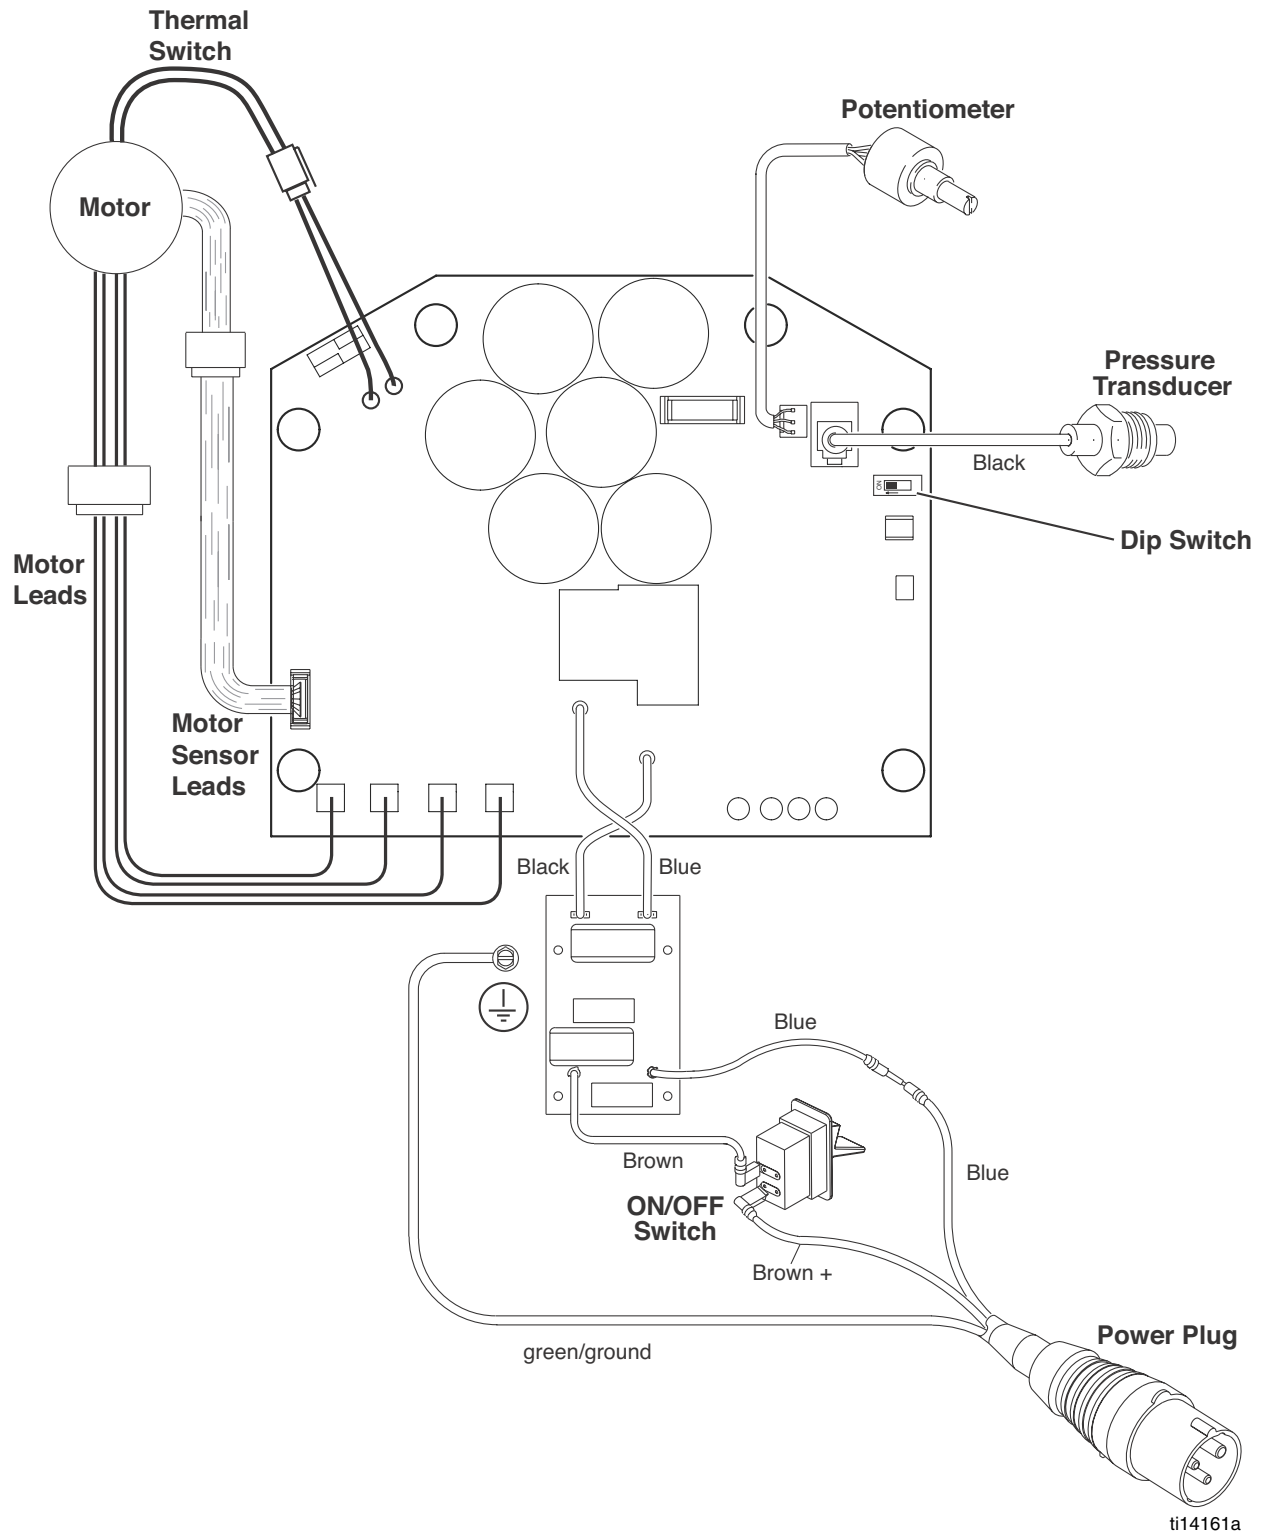 Thermal
Switch
Potentiometer
Motor
Pressure
Transducer
Black
ON
Dip Switch
Motor
Leads
Motor
Sensor
Leads
Black
Blue
Blue
Brown
Blue
ON/OFF
Switch
Brown +
Power Plug
green/ground
ti14161a